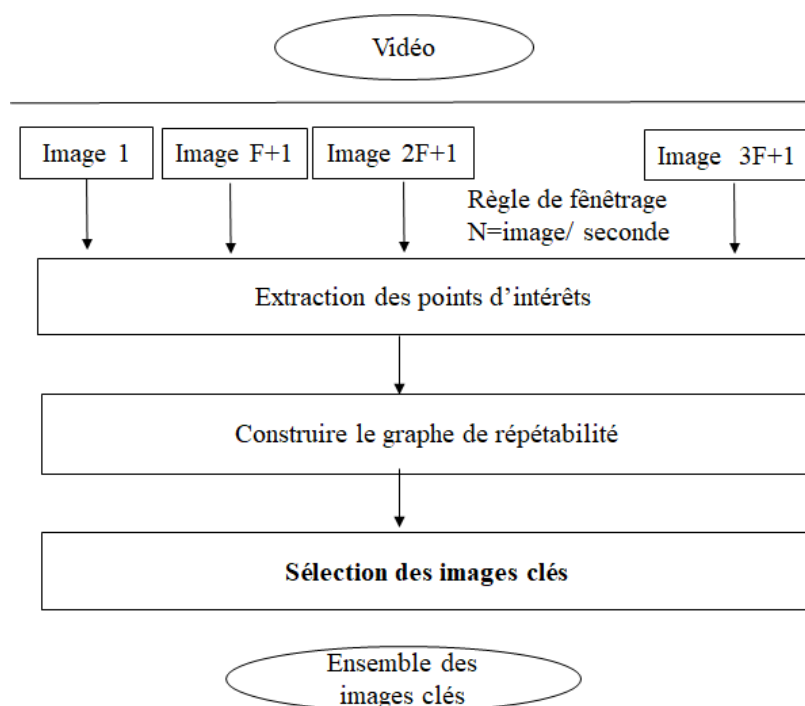 Vidéo
Image 1
Image F+1
Image 2F+1
Image 3F+1
Règle de fênêtrage
N=image/ seconde
Extraction des points d'intérêts
Construire le graphe de répétabilité
Sélection des images clés
Ensemble des
images clés